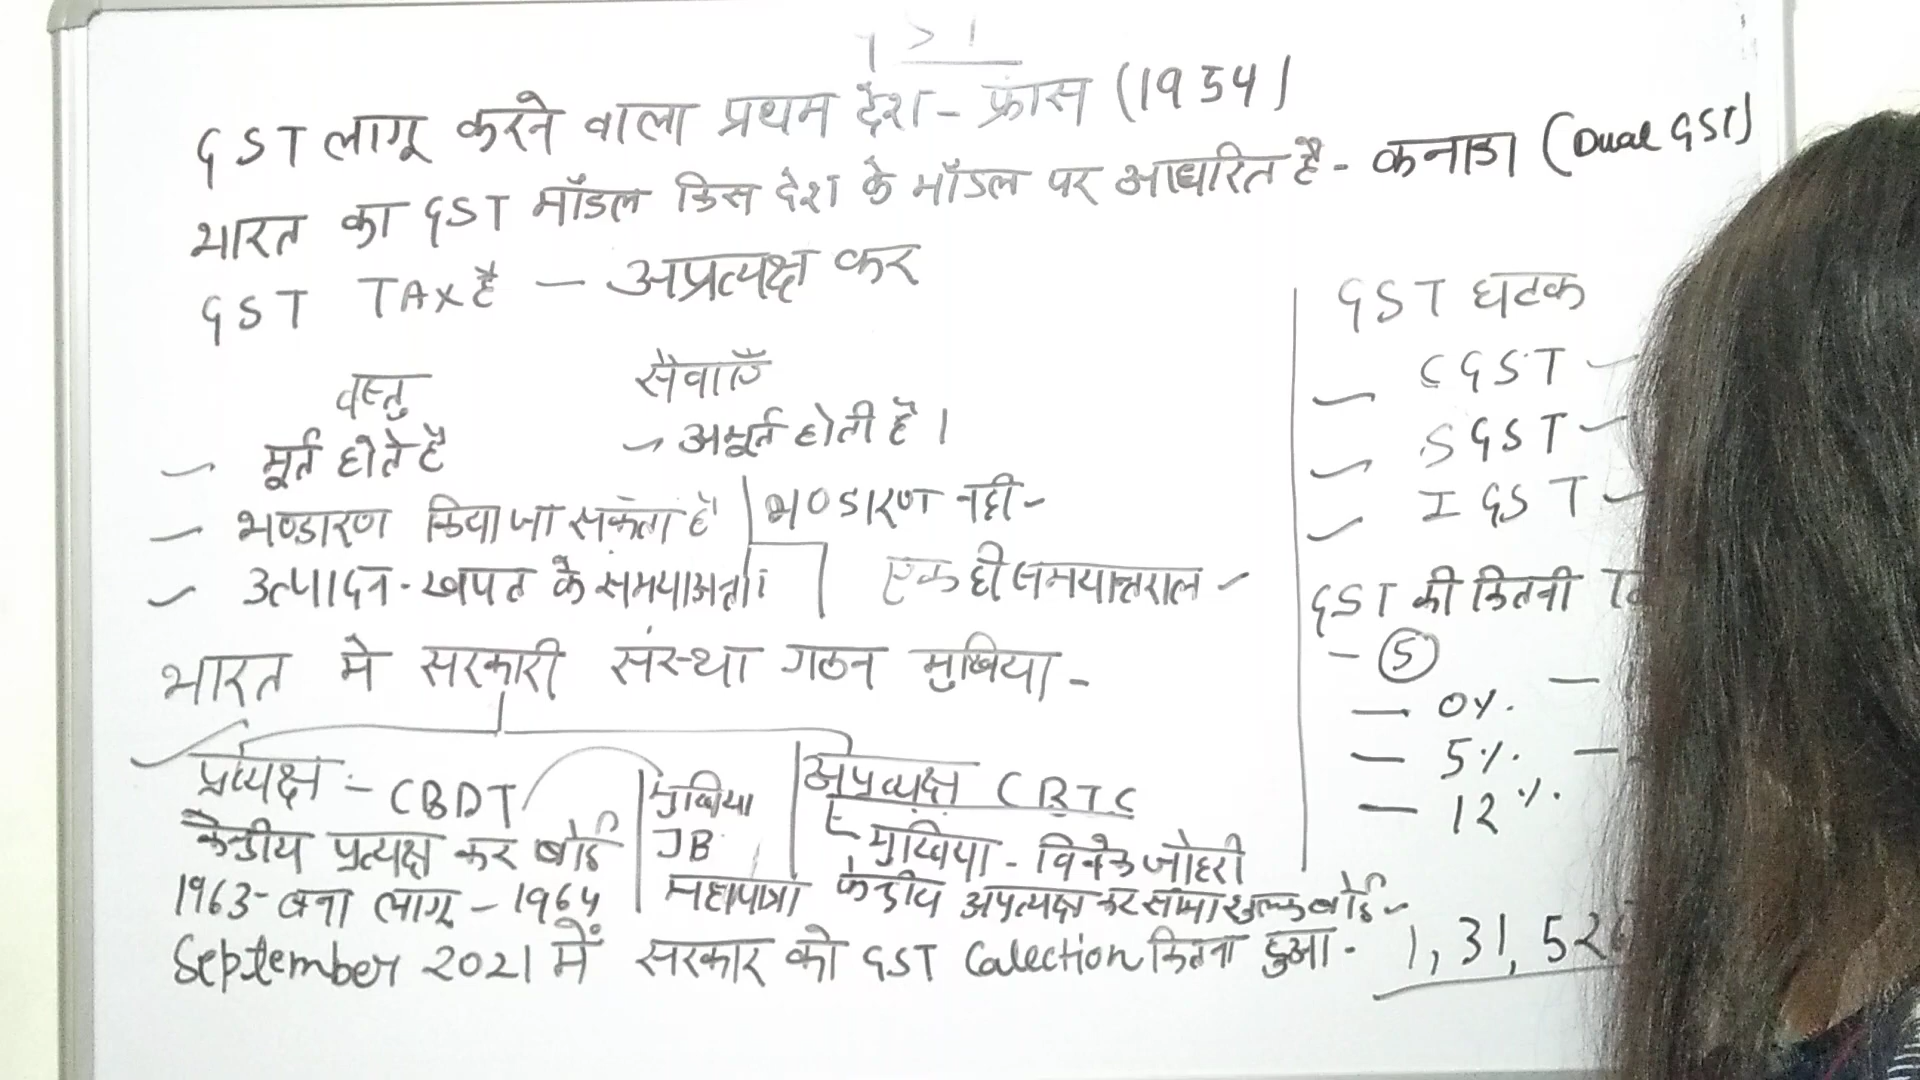 GST लागू करने वाला प्रथम देश - फ्रांस (1954)
भारत का GST मॉडल किस देश के मॉडल पर आधारित है - कनाडा (Dual GST)
GST TAX है - अप्रत्यक्ष कर
वस्तु
- मूर्त होते है
- भण्डारण किया जा सकता है
- उत्पादन - खपत के
सेवाएँ
- अमूर्त होती है ।
भण्डारण नही -
एक ही समयान्तराल -
भारत मे सरकारी संस्था गठन मुखिया -
प्रत्यक्ष :- CBDT
केन्द्रीय प्रत्यक्ष कर बोर्ड
1963 - बना लागू - 1964
मुखिया
JB
महापात्रा
अप्रत्यक्ष CBTC
मुखिया - विवेक जोहरी
केंद्रीय अप्रत्यक्ष कर सीमा शुल्क बोर्ड -
September 2021 में सरकार को GST Calection कितना हुआ - 1,31,52
GST घटक
- CGST -
- SGST -
- IGST -
GST की कितनी
- 5
- 0%.
- 5%.
- 12%.